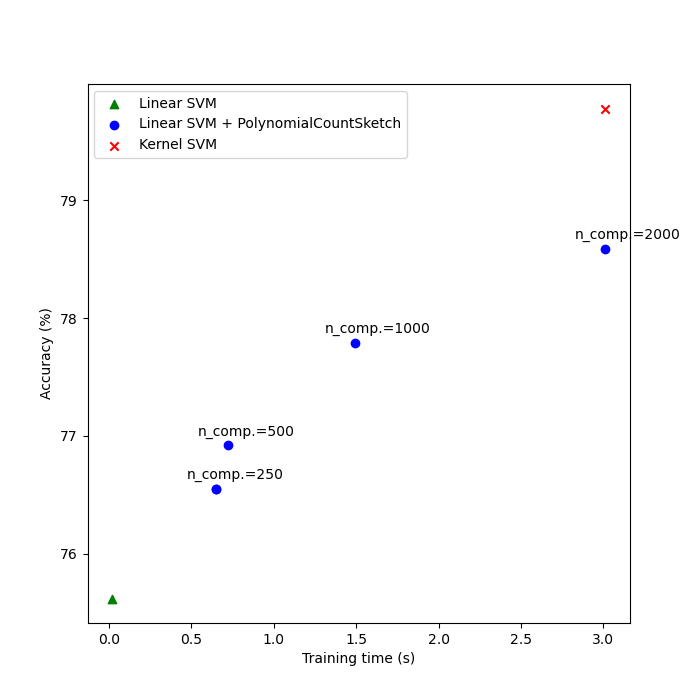 Linear SVM
Linear SVM + PolynomialCountSketch
Kernel SVM
n_comp.=2000
n_comp.=1000
n_comp.=500
n_comp.=250
79
78
77
76
Accuracy (%)
0.0 0.5 1.0 1.5 2.0 2.5 3.0
Training time (s)